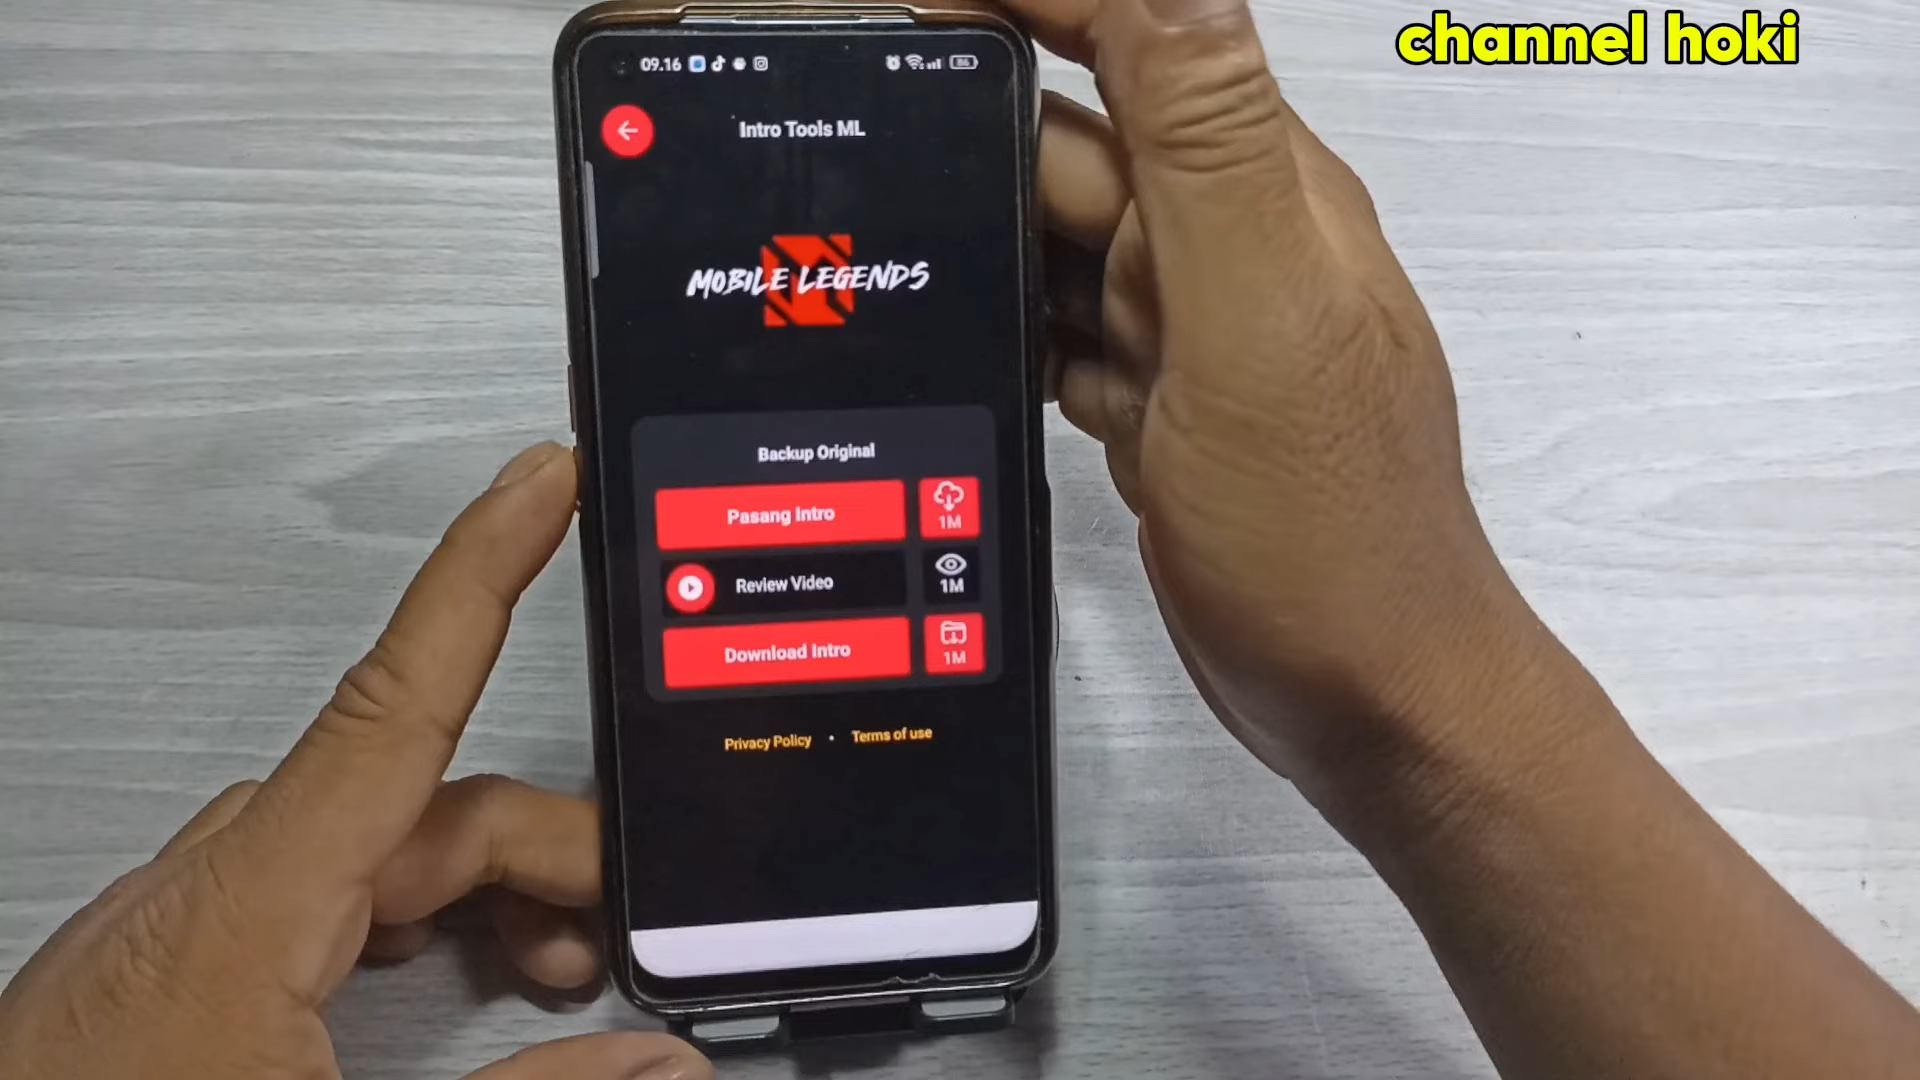 channel hoki
09.16
86
Intro Tools ML
MOBILE LEGENDS
Backup Original
Pasang Intro
1M
Review Video
1M
Download Intro
1M
Privacy Policy • Terms of use